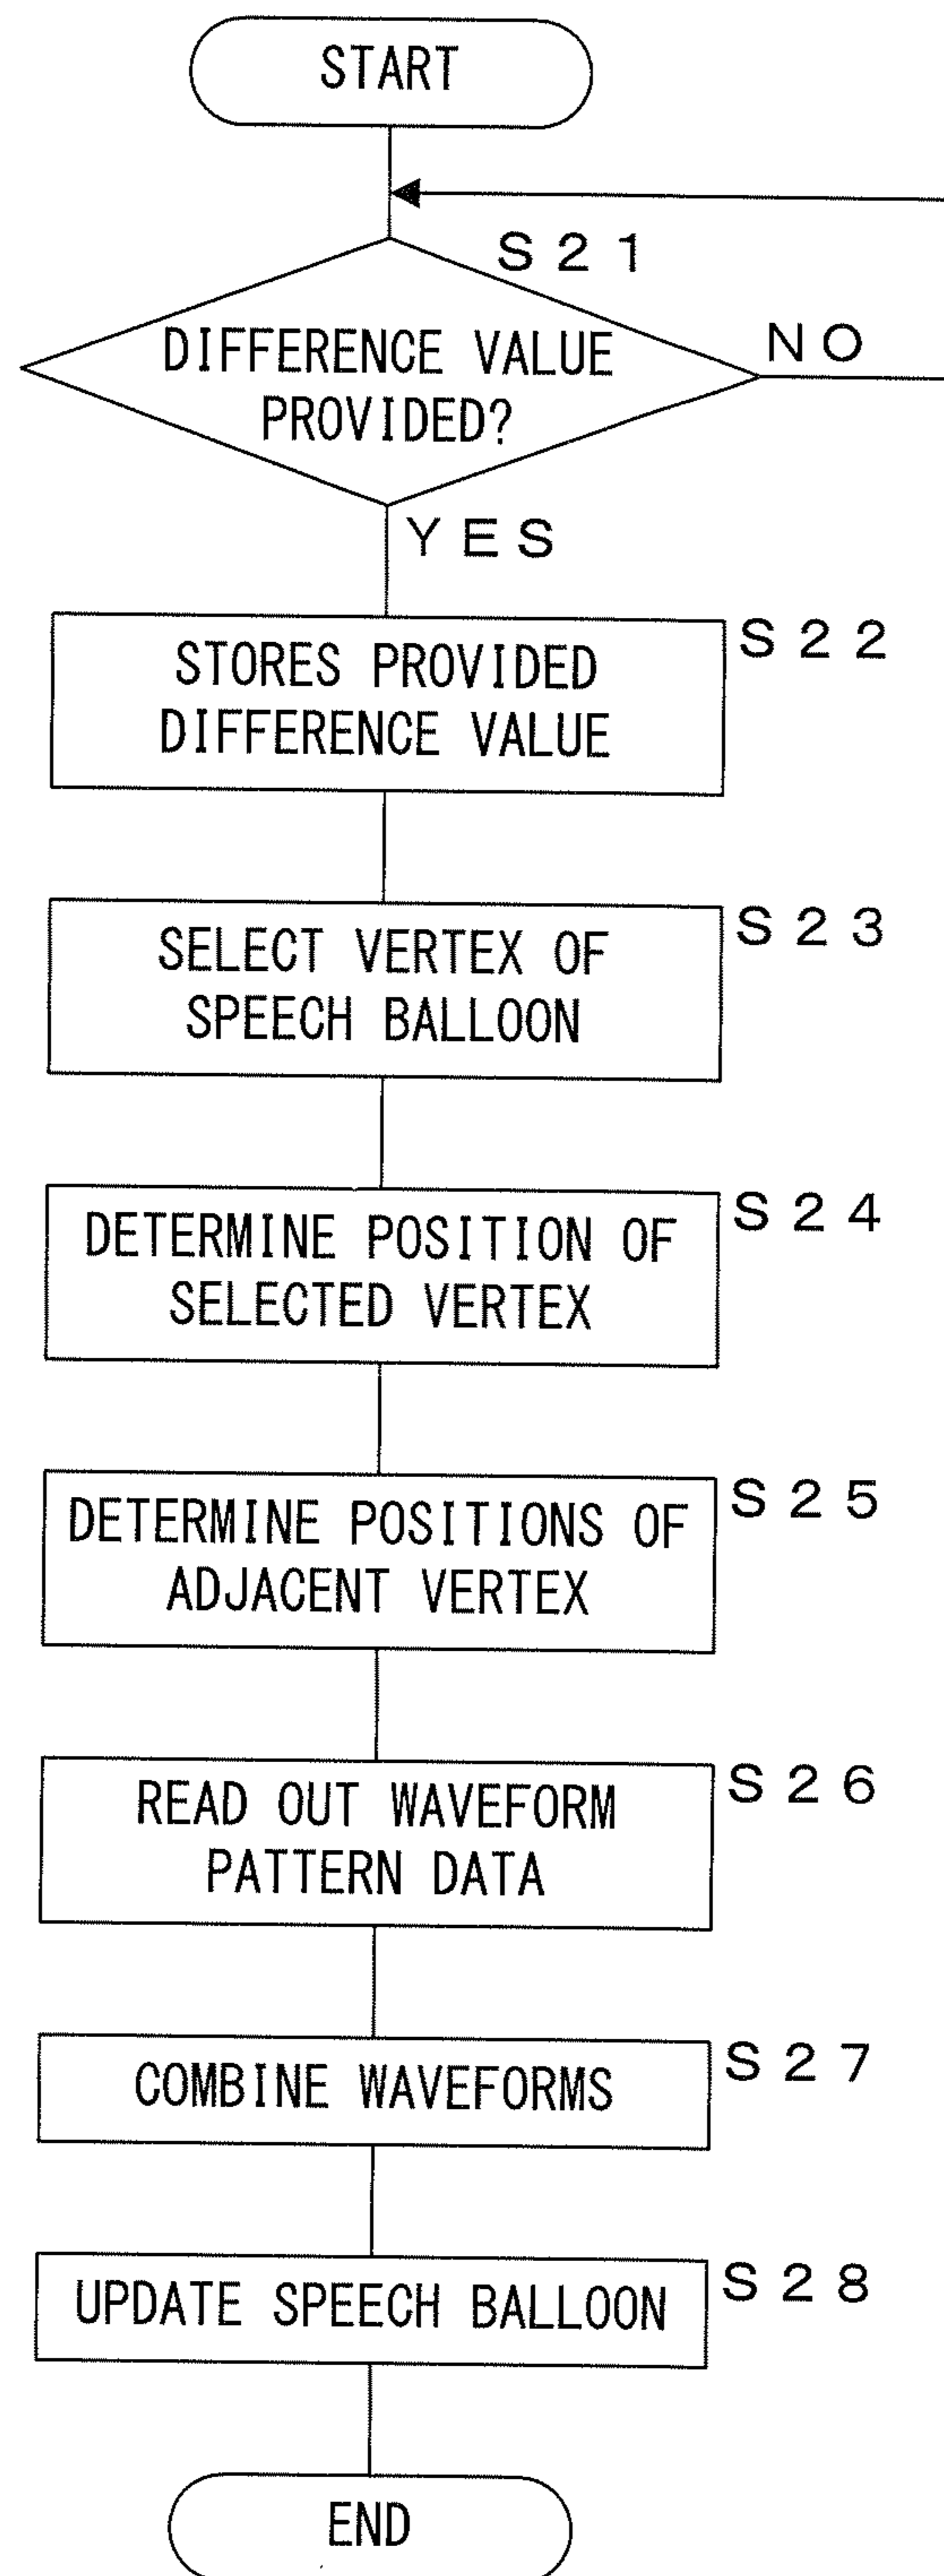 START
S21
DIFFERENCE VALUE
PROVIDED?
NO
YES
STORES PROVIDED
DIFFERENCE VALUE
S22
SELECT VERTEX OF
SPEECH BALLOON
S23
DETERMINE POSITION OF
SELECTED VERTEX
S24
DETERMINE POSITIONS OF
ADJACENT VERTEX
S25
READ OUT WAVEFORM
PATTERN DATA
S26
COMBINE WAVEFORMS
S27
UPDATE SPEECH BALLOON
S28
END